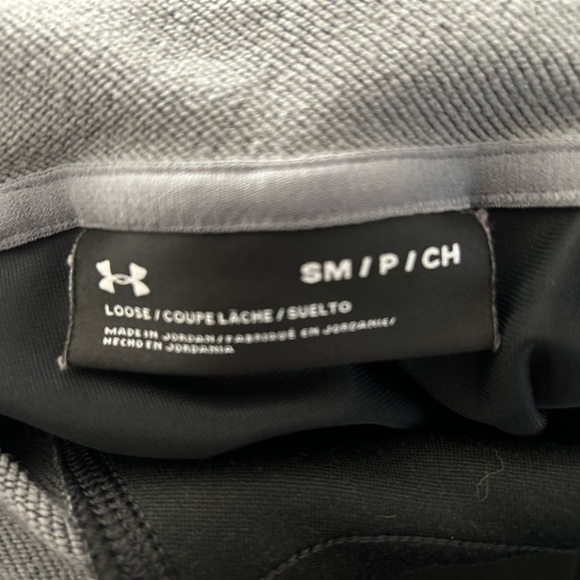 SM / P / CH
LOOSE / COUPE LÂCHE / SUELTO
MADE IN JORDAN / FABRIQUÉ EN JORDANIE/
HECHO EN JORDANIA